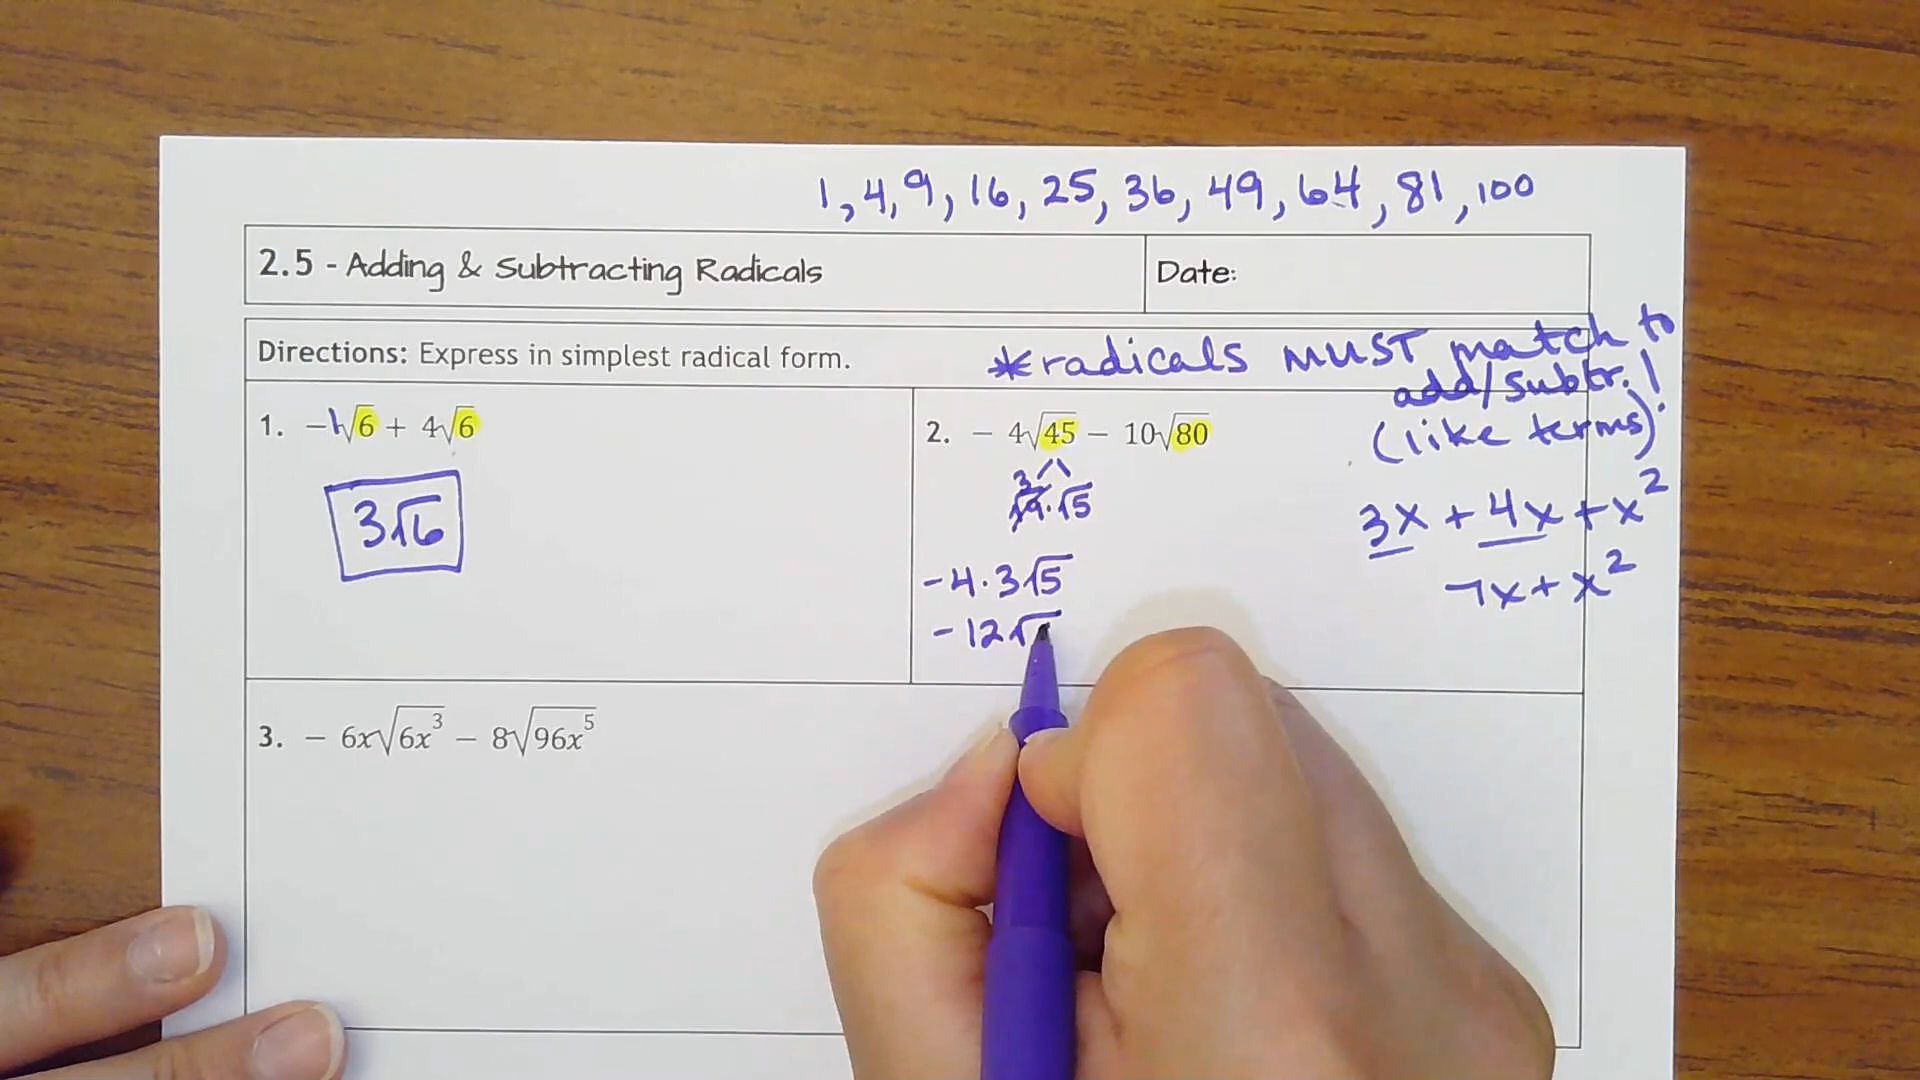 1, 4, 9, 16, 25, 36, 49, 64, 81, 100
2.5 - Adding & Subtracting Radicals
Date:
Directions: Express in simplest radical form.
*radicals MUST match to
add/subtr.!
(like terms)
1. -1√6 + 4√6
3√6
2. - 4√45 - 10√80
3
√9·√5
-4·3√5
-12√
3x + 4x + x²
7x + x²
3. - 6x√6x³ - 8√96x⁵